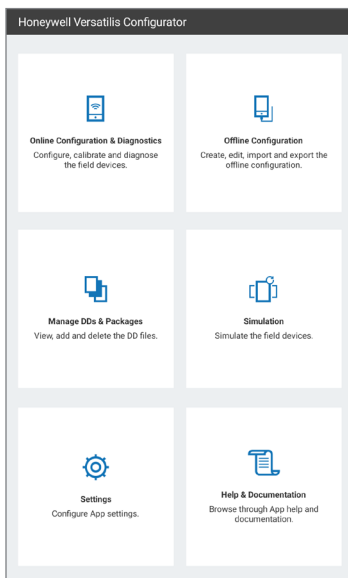 Honeywell Versatilis Configurator
Online Configuration & Diagnostics
Configure, calibrate and diagnose
the field devices.
Offline Configuration
Create, edit, import and export the
offline configuration.
Manage DDs & Packages
View, add and delete the DD files.
Simulation
Simulate the field devices.
Settings
Configure App settings.
Help & Documentation
Browse through App help and
documentation.